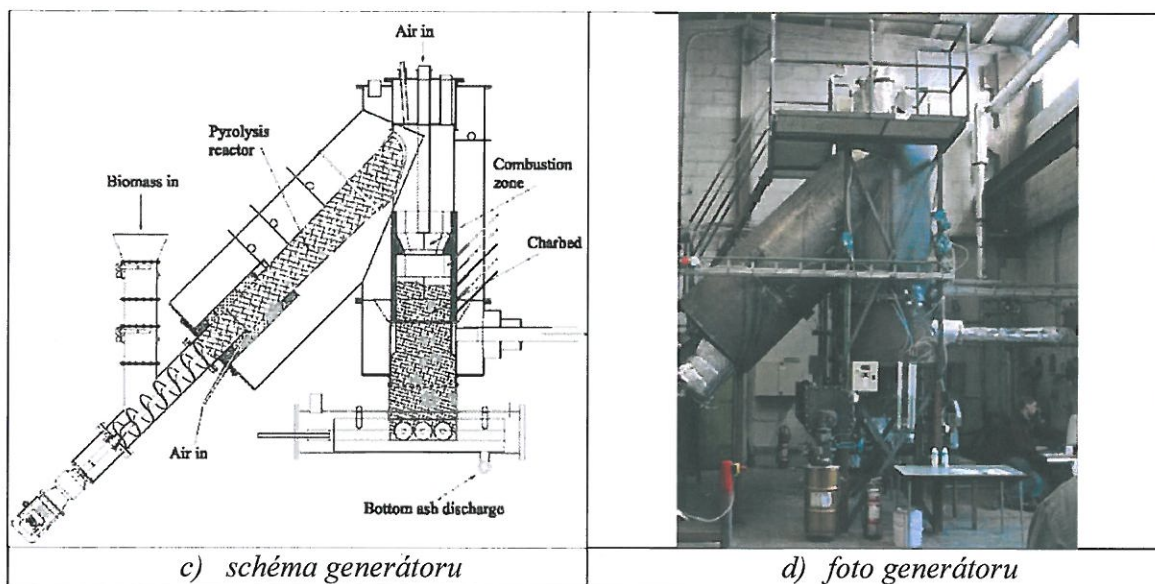 Air in
Pyrolysis
reactor
Biomass in
Combustion
zone
Charbed
Air in
Bottom ash discharge
c) schéma generátoru
d) foto generátoru